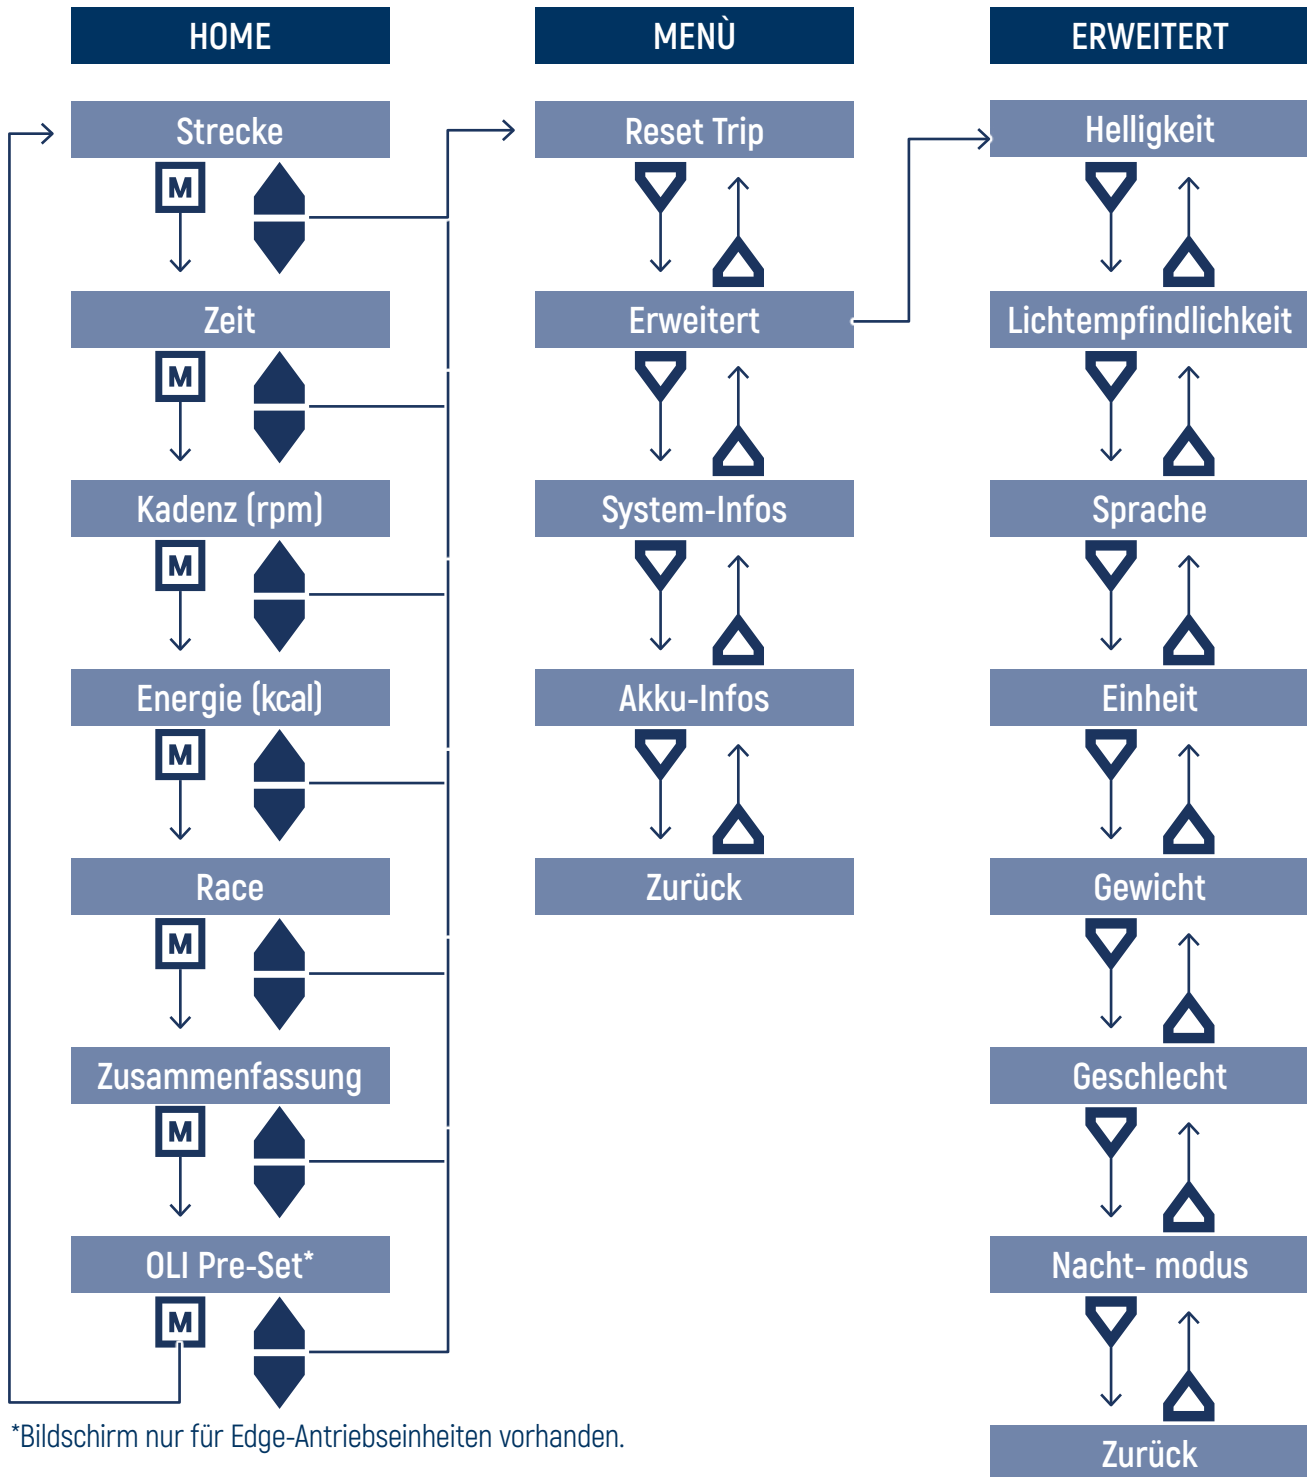 HOME
Strecke
M
Zeit
M
Kadenz (rpm)
M
Energie (kcal)
M
Race
M
Zusammenfassung
M
OLI Pre-Set*
M
*Bildschirm nur für Edge-Antriebseinheiten vorhanden.
MENÙ
Reset Trip
Erweitert
System-Infos
Akku-Infos
Zurück
ERWEITERT
Helligkeit
Lichtempfindlichkeit
Sprache
Einheit
Gewicht
Geschlecht
Nacht- modus
Zurück